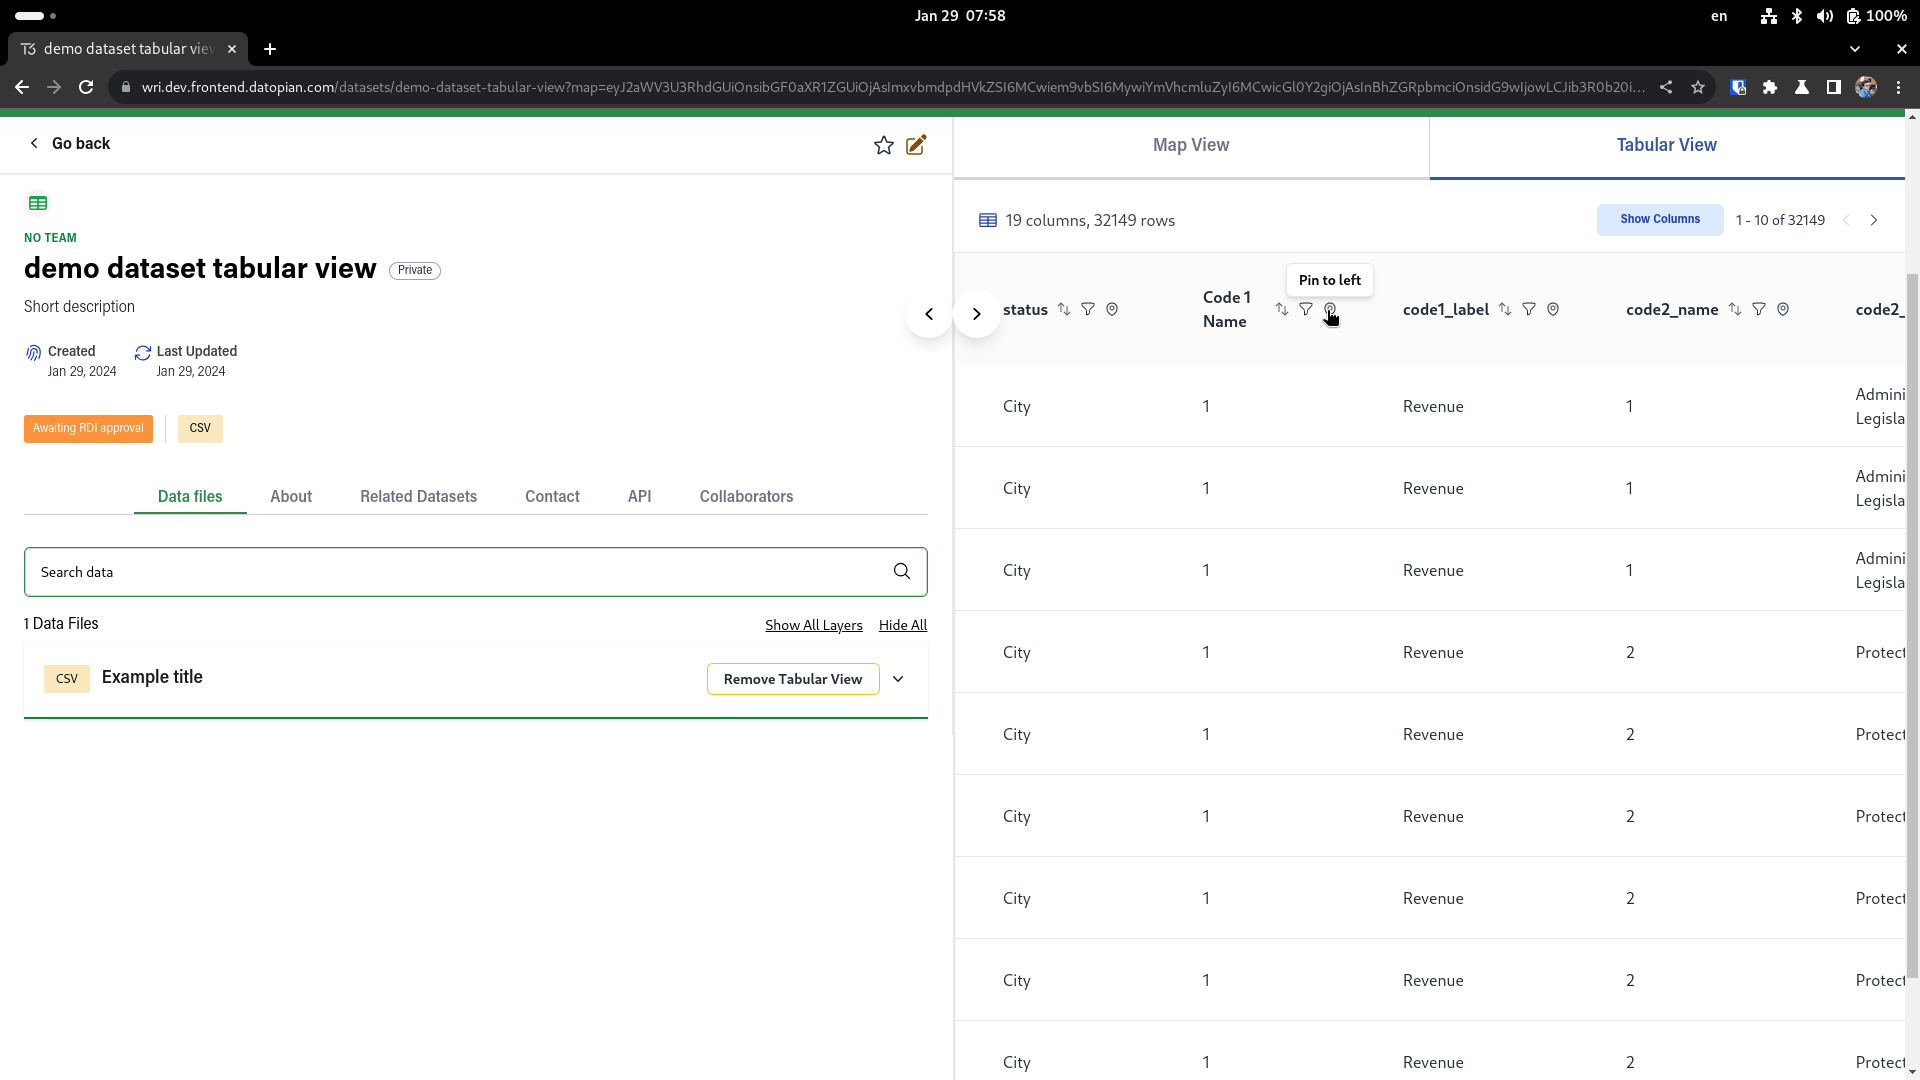 Jan 29 07:58
en
100%
demo dataset tabular vie
wri.dev.frontend.datopian.com/datasets/demo-dataset-tabular-view?map=eyJ2aWV3U3RhdGUiOnsibGF0aXR1ZGUiOjAsImxvbmdpdHVkZSI6MCwiem9vbSI6MywiYmVhcmluZyI6MCwicGl0Y2giOjAsInBhZGRpbmciOnsidG9wIjowLCJib3R0b20i...
Go back
NO TEAM
demo dataset tabular view Private
Short description
Created
Jan 29, 2024
Last Updated
Jan 29, 2024
Awaiting RDI approval CSV
Data files About Related Datasets Contact API Collaborators
Search data
1 Data Files
Show All Layers Hide All
CSV Example title Remove Tabular View
Map View Tabular View
19 columns, 32149 rows Show Columns 1 - 10 of 32149
Pin to left
status Code 1 Name code1_label code2_name code2_
City 1 Revenue 1 Admini
Legisla
City 1 Revenue 1 Admini
Legisla
City 1 Revenue 1 Admini
Legisla
City 1 Revenue 2 Protect
City 1 Revenue 2 Protect
City 1 Revenue 2 Protect
City 1 Revenue 2 Protect
City 1 Revenue 2 Protect
City 1 Revenue 2 Protect